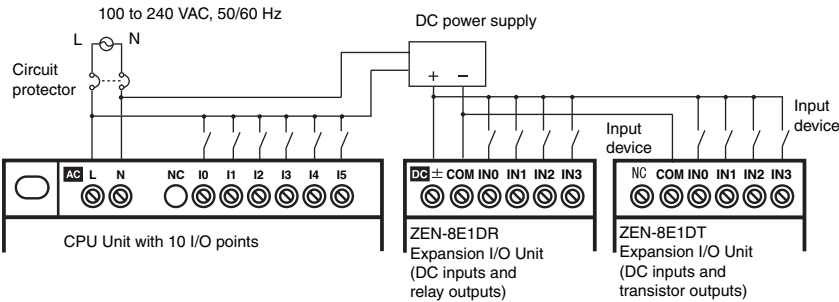 100 to 240 VAC, 50/60 Hz
L N
DC power supply
Circuit
protector
+ −
Input
device
Input
device
AC L N NC I0 I1 I2 I3 I4 I5
DC ± COM IN0 IN1 IN2 IN3
NC COM IN0 IN1 IN2 IN3
CPU Unit with 10 I/O points
ZEN-8E1DR
Expansion I/O Unit
(DC inputs and
relay outputs)
ZEN-8E1DT
Expansion I/O Unit
(DC inputs and
transistor outputs)